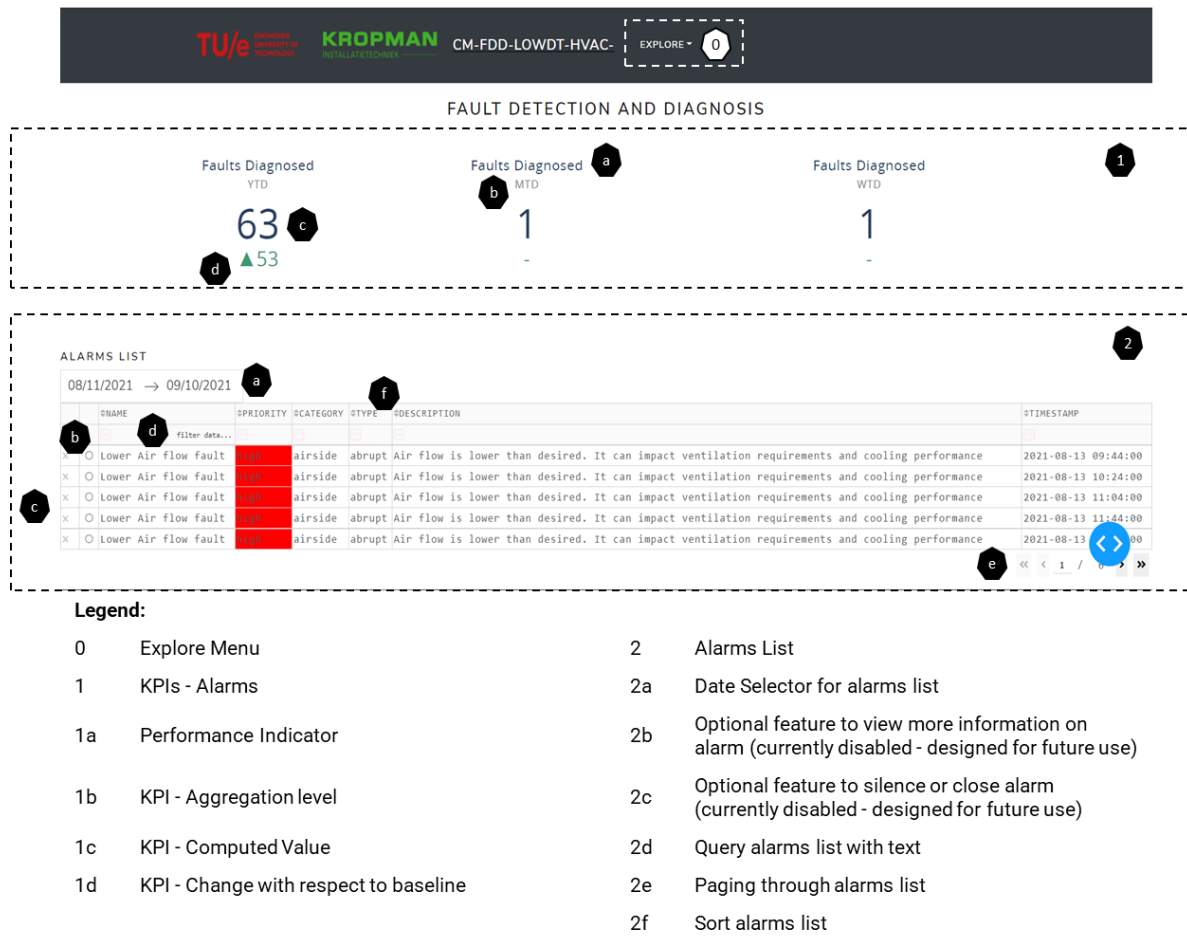 TU/e EINDHOVEN UNIVERSITY OF TECHNOLOGY KROPMAN INSTALLATIETECHNIEK CM-FDD-LOWDT-HVAC- EXPLORE 0
FAULT DETECTION AND DIAGNOSIS
Faults Diagnosed Faults Diagnosed a Faults Diagnosed 1
YTD b MTD WTD
63 c 1 1
d ▲53 - -
2
ALARMS LIST
08/11/2021 → 09/10/2021 a
f
NAME PRIORITY CATEGORY TYPE DESCRIPTION TIMESTAMP
b d filter data...
x Lower Air flow fault high airside abrupt Air flow is lower than desired. It can impact ventilation requirements and cooling performance 2021-08-13 09:44:00
x Lower Air flow fault high airside abrupt Air flow is lower than desired. It can impact ventilation requirements and cooling performance 2021-08-13 10:24:00
c x Lower Air flow fault high airside abrupt Air flow is lower than desired. It can impact ventilation requirements and cooling performance 2021-08-13 11:04:00
x Lower Air flow fault high airside abrupt Air flow is lower than desired. It can impact ventilation requirements and cooling performance 2021-08-13 11:44:00
x Lower Air flow fault high airside abrupt Air flow is lower than desired. It can impact ventilation requirements and cooling performance 2021-08-13 00
e « < 1 / > »
Legend:
0 Explore Menu 2 Alarms List
1 KPIs - Alarms 2a Date Selector for alarms list
1a Performance Indicator 2b Optional feature to view more information on
alarm (currently disabled - designed for future use)
1b KPI - Aggregation level 2c Optional feature to silence or close alarm
(currently disabled - designed for future use)
1c KPI - Computed Value 2d Query alarms list with text
1d KPI - Change with respect to baseline 2e Paging through alarms list
2f Sort alarms list